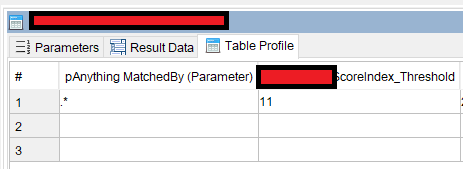 Parameters Result Data Table Profile
# pAnything MatchedBy (Parameter) ScoreIndex_Threshold
1 .* 11
2
3